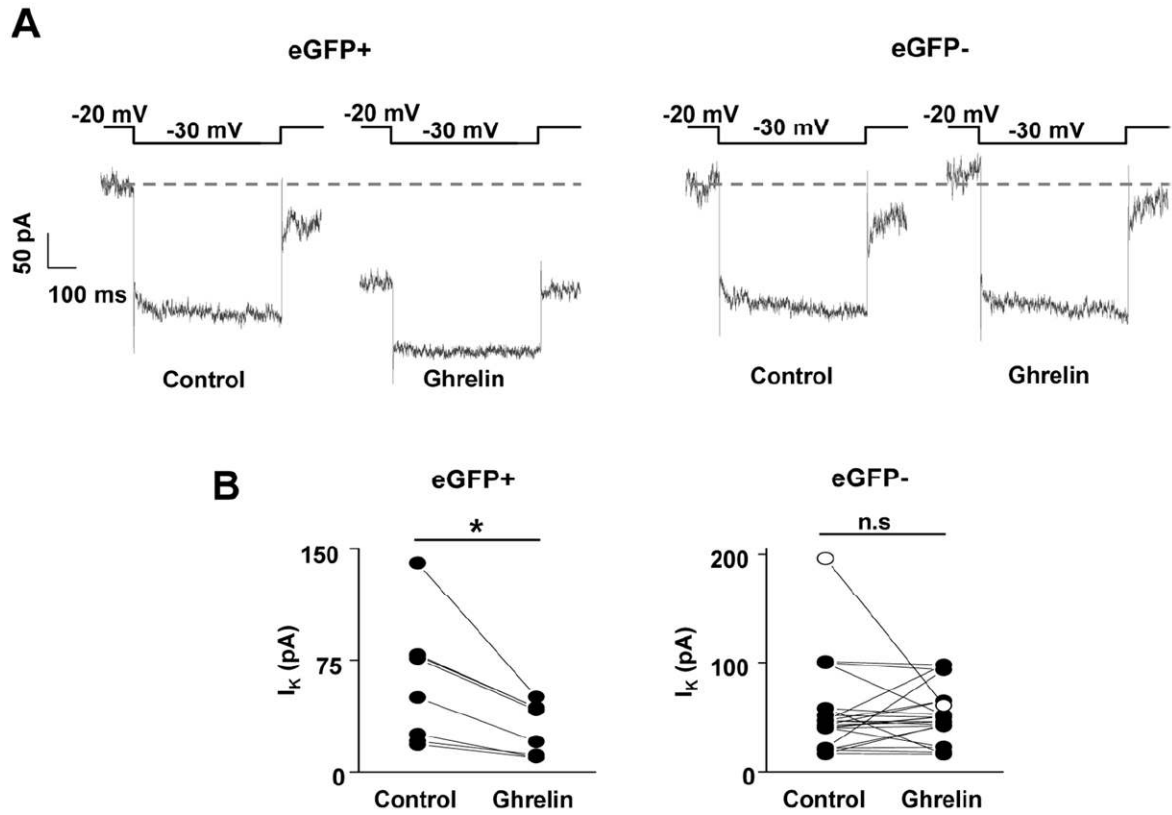 A
eGFP+
eGFP-
-20 mV
-30 mV
-20 mV
-30 mV
-20 mV
-30 mV
-20 mV
-30 mV
50 pA
100 ms
Control
Ghrelin
Control
Ghrelin
B
eGFP+
eGFP-
*
n.s
150
75
0
I_K (pA)
Control
Ghrelin
200
100
0
I_K (pA)
Control
Ghrelin